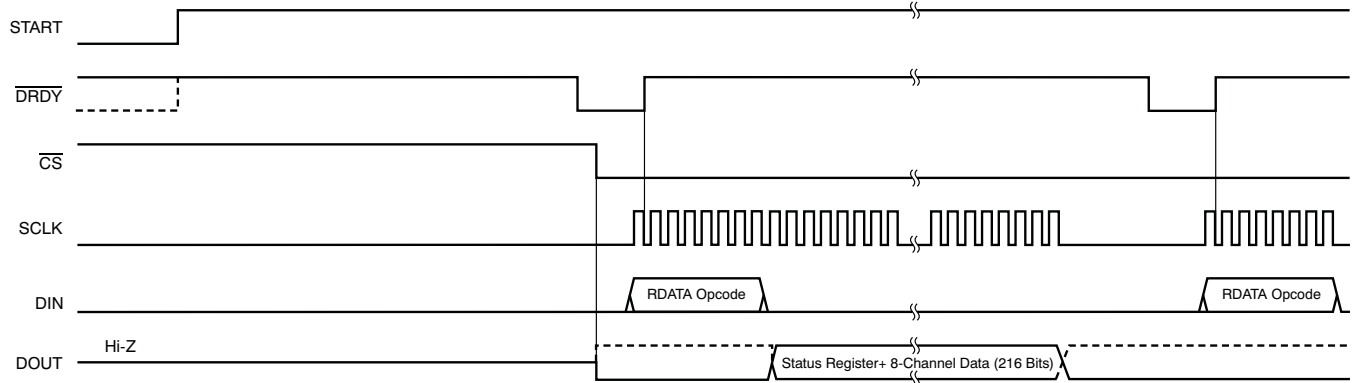 START
DRDY
CS
SCLK
DIN
RDATA Opcode
RDATA Opcode
Hi-Z
DOUT
Status Register+ 8-Channel Data (216 Bits)